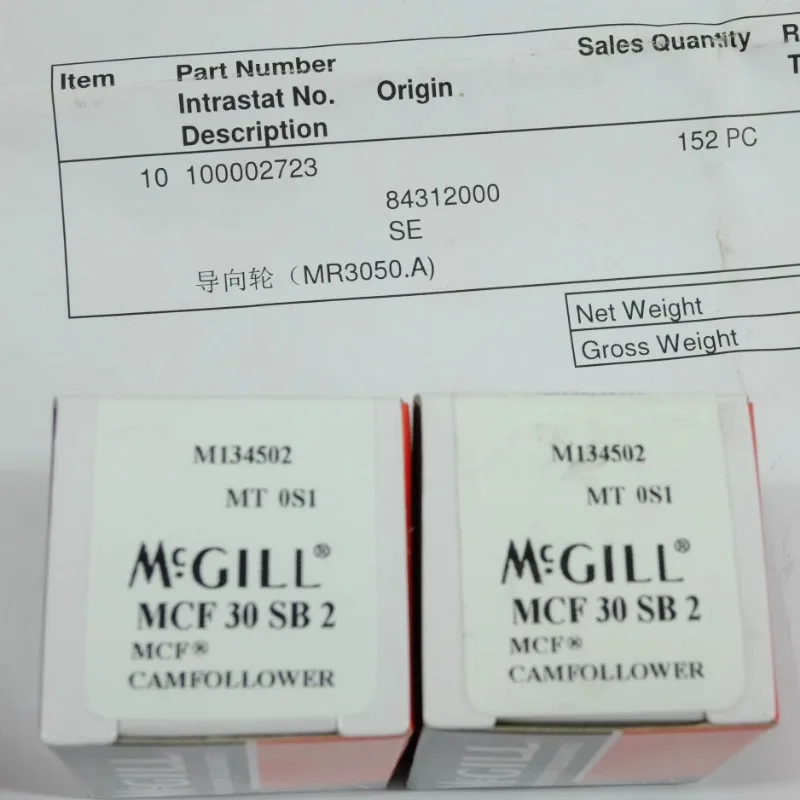 Item
Part Number
Intrastat No.
Description
Origin
Sales Quantity
R
T
10 100002723
152 PC
84312000
SE
导向轮（MR3050.A)
Net Weight
Gross Weight
M134502
MT 0S1
McGILL®
MCF 30 SB 2
MCF®
CAMFOLLOWER
M134502
MT 0S1
McGILL®
MCF 30 SB 2
MCF®
CAMFOLLOWER
McGILL
McGILL